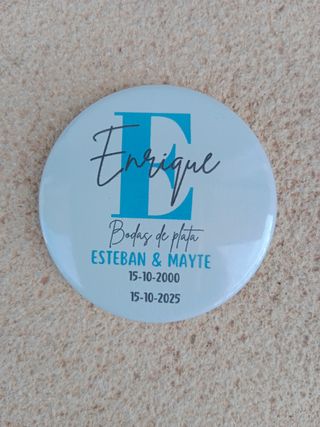 E
Enrique
Bodas de plata
ESTEBAN & MAYTE
15-10-2000
15-10-2025